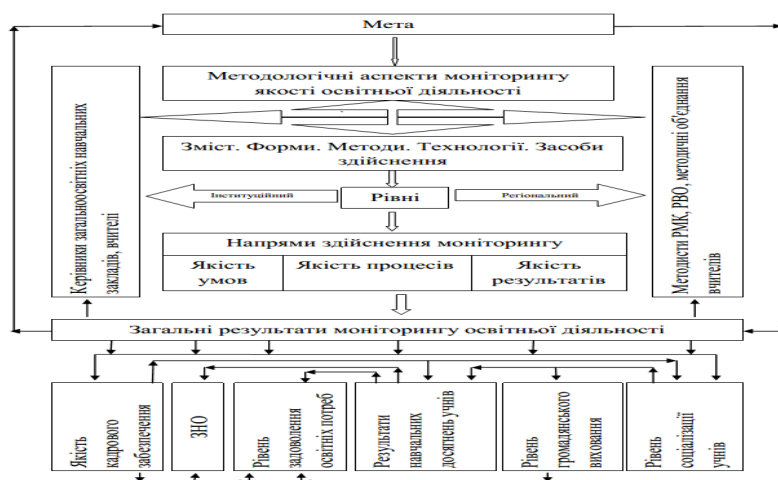 Мета
Методологічні аспекти моніторингу
якості освітньої діяльності
Зміст. Форми. Методи. Технології. Засоби
здійснення
Керівники загальноосвітніх навчальних
закладів, вчителі
Інституційний
Рівні
Регіональний
Методисти РМК, РВО, методичні об'єднання
вчителів
Напрями здійснення моніторингу
Якість
умов
Якість процесів
Якість
результатів
Загальні результати моніторингу освітньої діяльності
Якість
кадрового
забезпечення
ЗНО
Рівень
задоволення
освітніх потреб
Результати
навчальних
досягнень учнів
Рівень
громадянського
виховання
Рівень
соціалізації
учнів